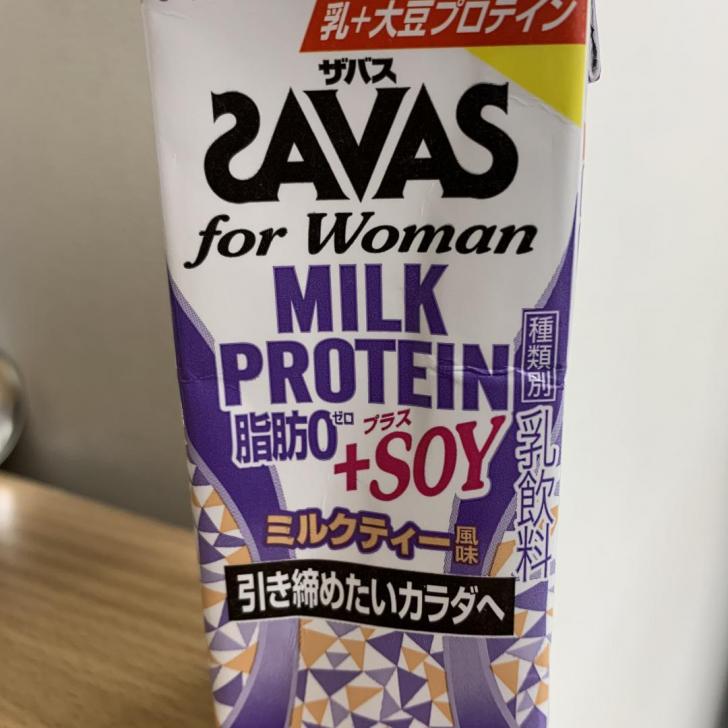 乳+大豆プロテイン
ザバス
SAVAS
for Woman
MILK
PROTEIN
脂肪0ゼロ
プラス
+SOY
種類別
乳飲料
ミルクティー風味
引き締めたいカラダへ